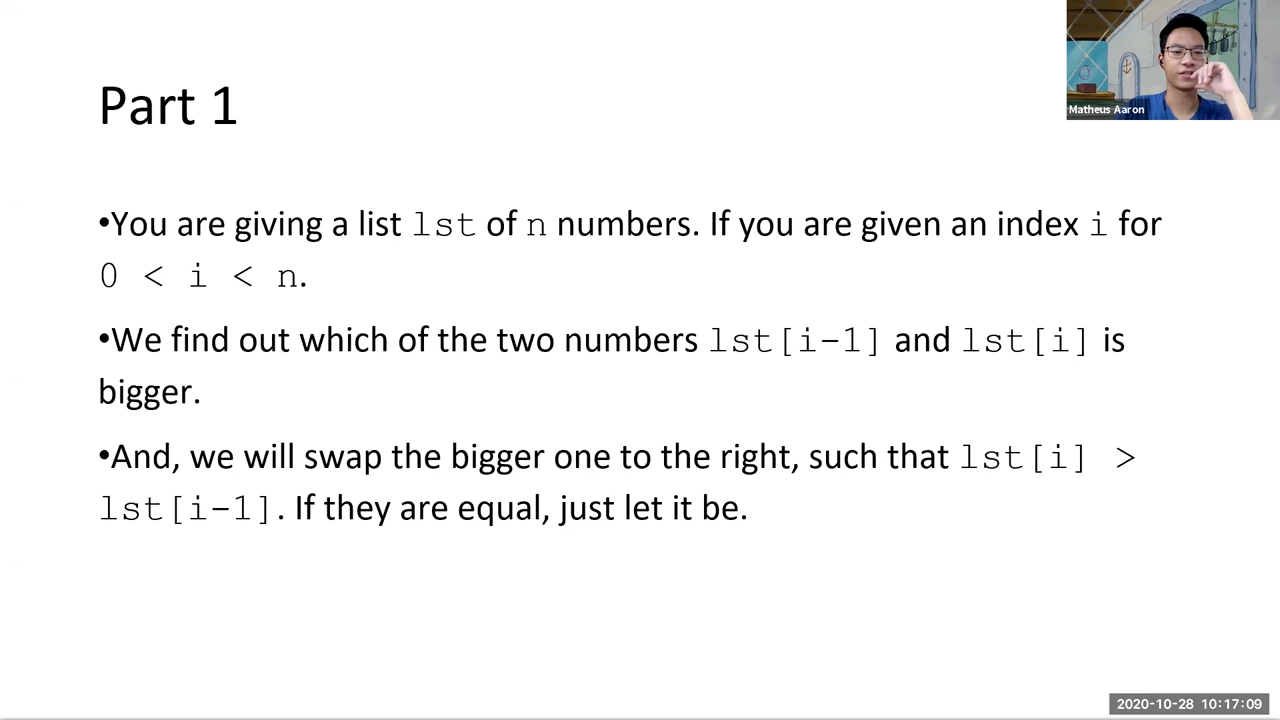 Part 1
Matheus Aaron
•You are giving a list lst of n numbers. If you are given an index i for
0 < i < n.
•We find out which of the two numbers lst[i-1] and lst[i] is
bigger.
•And, we will swap the bigger one to the right, such that lst[i] >
lst[i-1]. If they are equal, just let it be.
2020-10-28 10:17:09